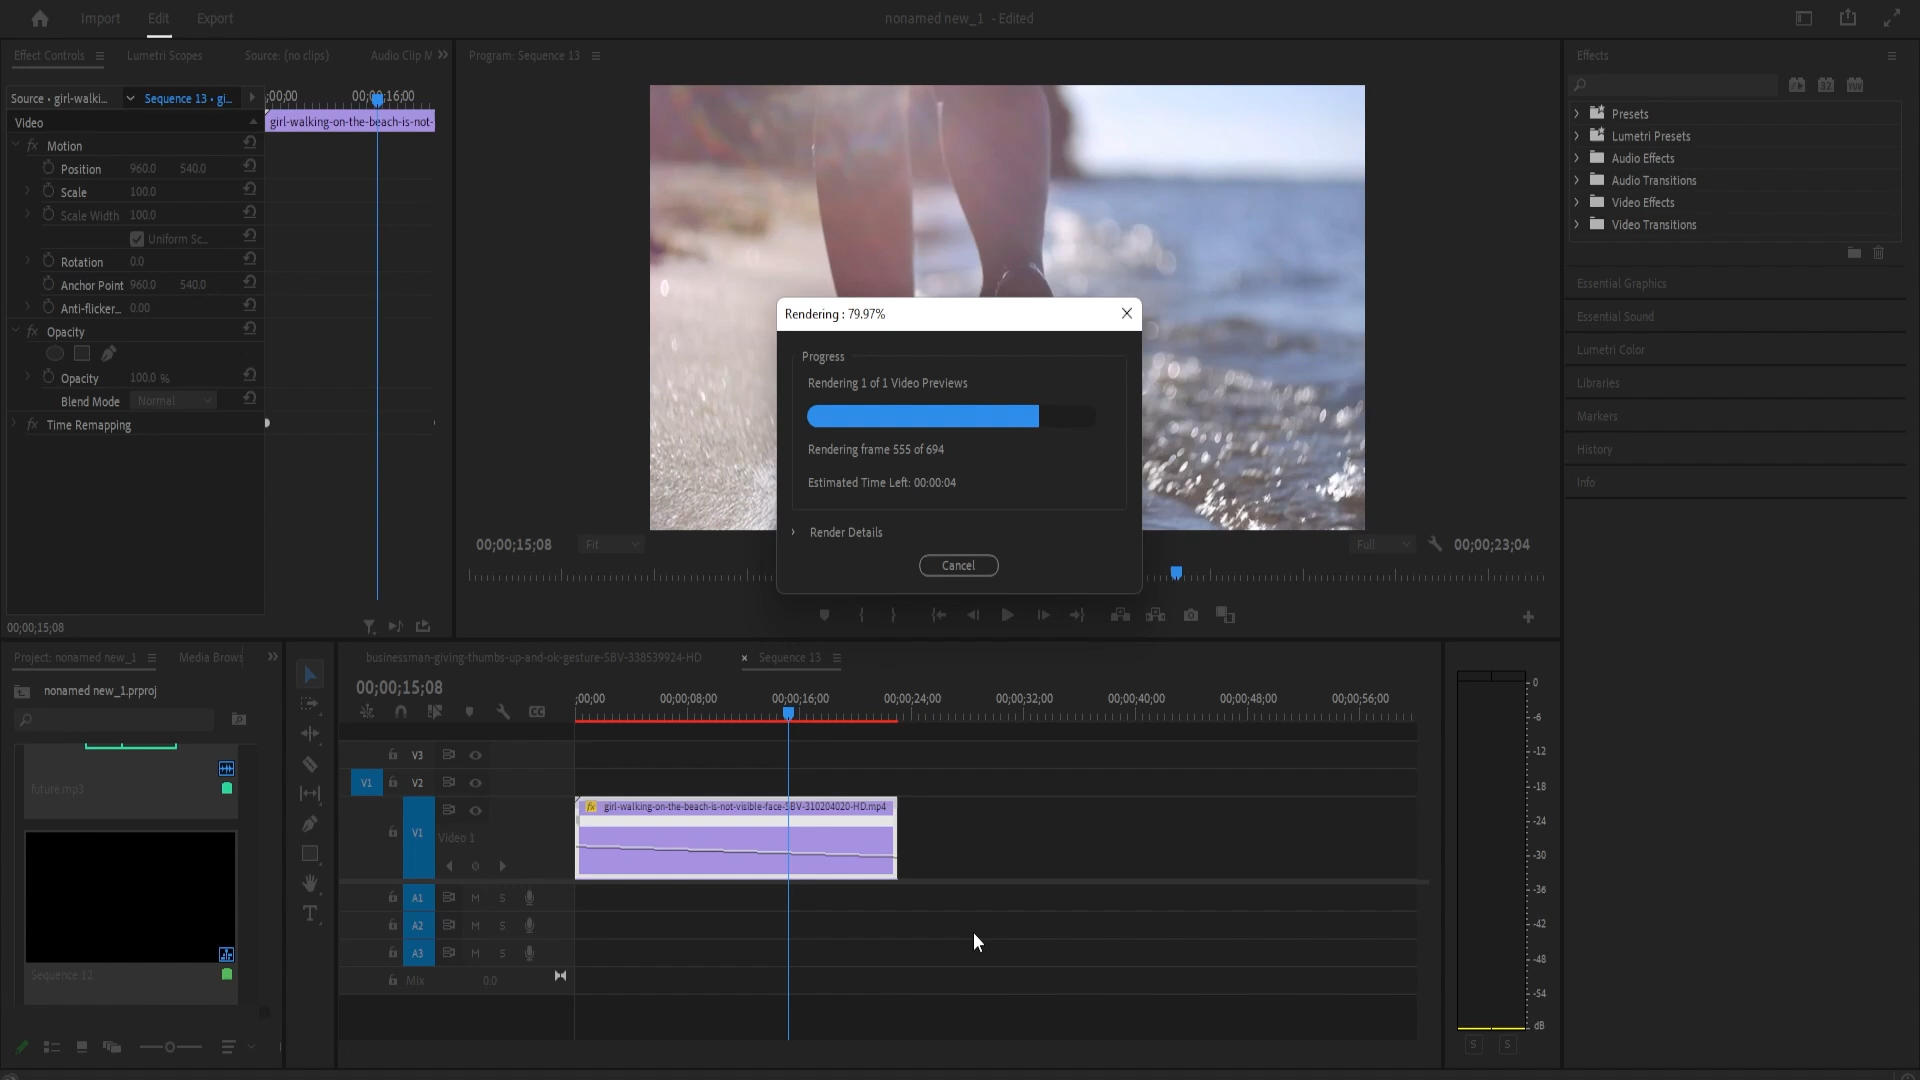 Import Edit Export
nonamed new_1 - Edited
Effect Controls Lumetri Scopes Source: (no clips) Audio Clip M
Program: Sequence 13
Effects
Source • girl-walki... Sequence 13 • gi...
;00;00 00;00;16;00
Video
girl-walking-on-the-beach-is-not-
fx Motion
Position 960.0 540.0
Scale 100.0
Scale Width 100.0
Uniform Sc...
Rotation 0.0
Anchor Point 960.0 540.0
Anti-flicker... 0.00
fx Opacity
Opacity 100.0 %
Blend Mode Normal
fx Time Remapping
00;00;15;08
Rendering : 79.97%
Progress
Rendering 1 of 1 Video Previews
Rendering frame 555 of 694
Estimated Time Left: 00:00:04
Render Details
Cancel
00;00;15;08 Fit
Full 00;00;23;04
32
Presets
Lumetri Presets
Audio Effects
Audio Transitions
Video Effects
Video Transitions
Essential Graphics
Essential Sound
Lumetri Color
Libraries
Markers
History
Info
Project: nonamed new_1 Media Brows
nonamed new_1.prproj
future.mp3
Sequence 12
T
businessman-giving-thumbs-up-and-ok-gesture-SBV-338539924-HD
× Sequence 13
00;00;15;08
;00;00 00;00;08;00 00;00;16;00 00;00;24;00 00;00;32;00 00;00;40;00 00;00;48;00 00;00;56;00
V3
V1 V2
fx girl-walking-on-the-beach-is-not-visible-face-SBV-310204020-HD.mp4
V1
Video 1
A1 M S
A2 M S
A3 M S
Mix 0.0
0
-6
-12
-18
-24
-30
-36
-42
-48
-54
dB
S S